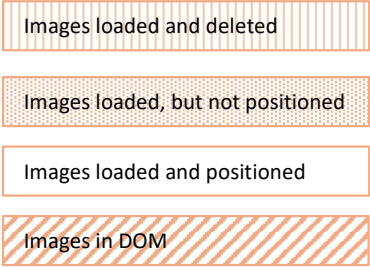 Images loaded and deleted
Images loaded, but not positioned
Images loaded and positioned
Images in DOM